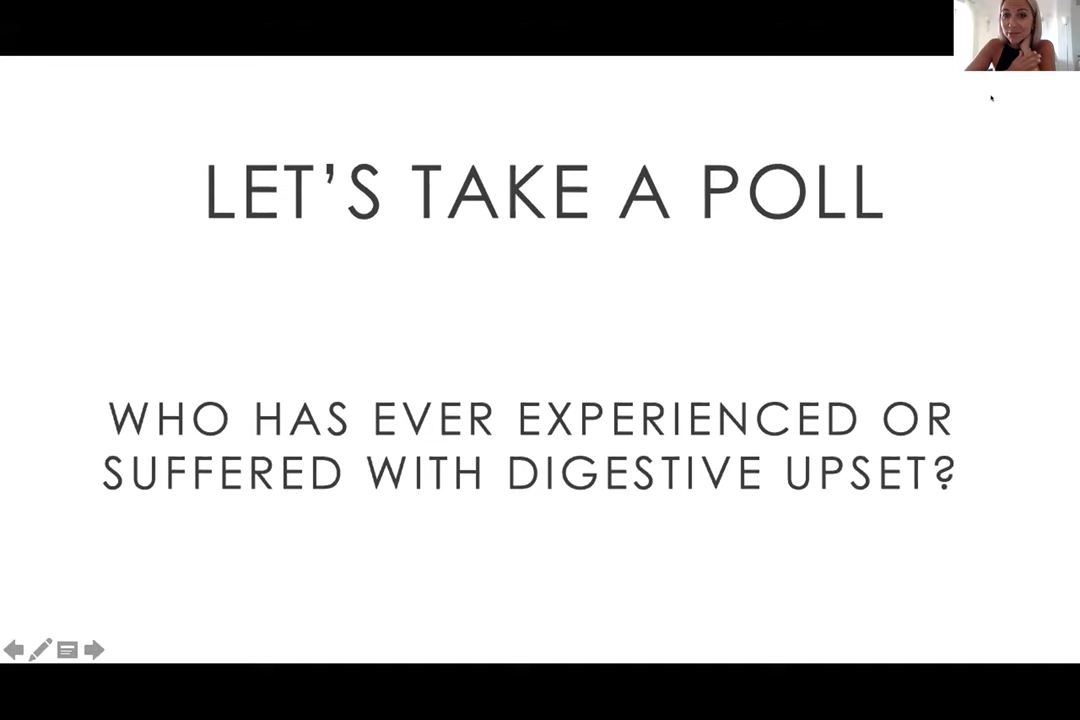 LET’S TAKE A POLL
WHO HAS EVER EXPERIENCED OR
SUFFERED WITH DIGESTIVE UPSET?